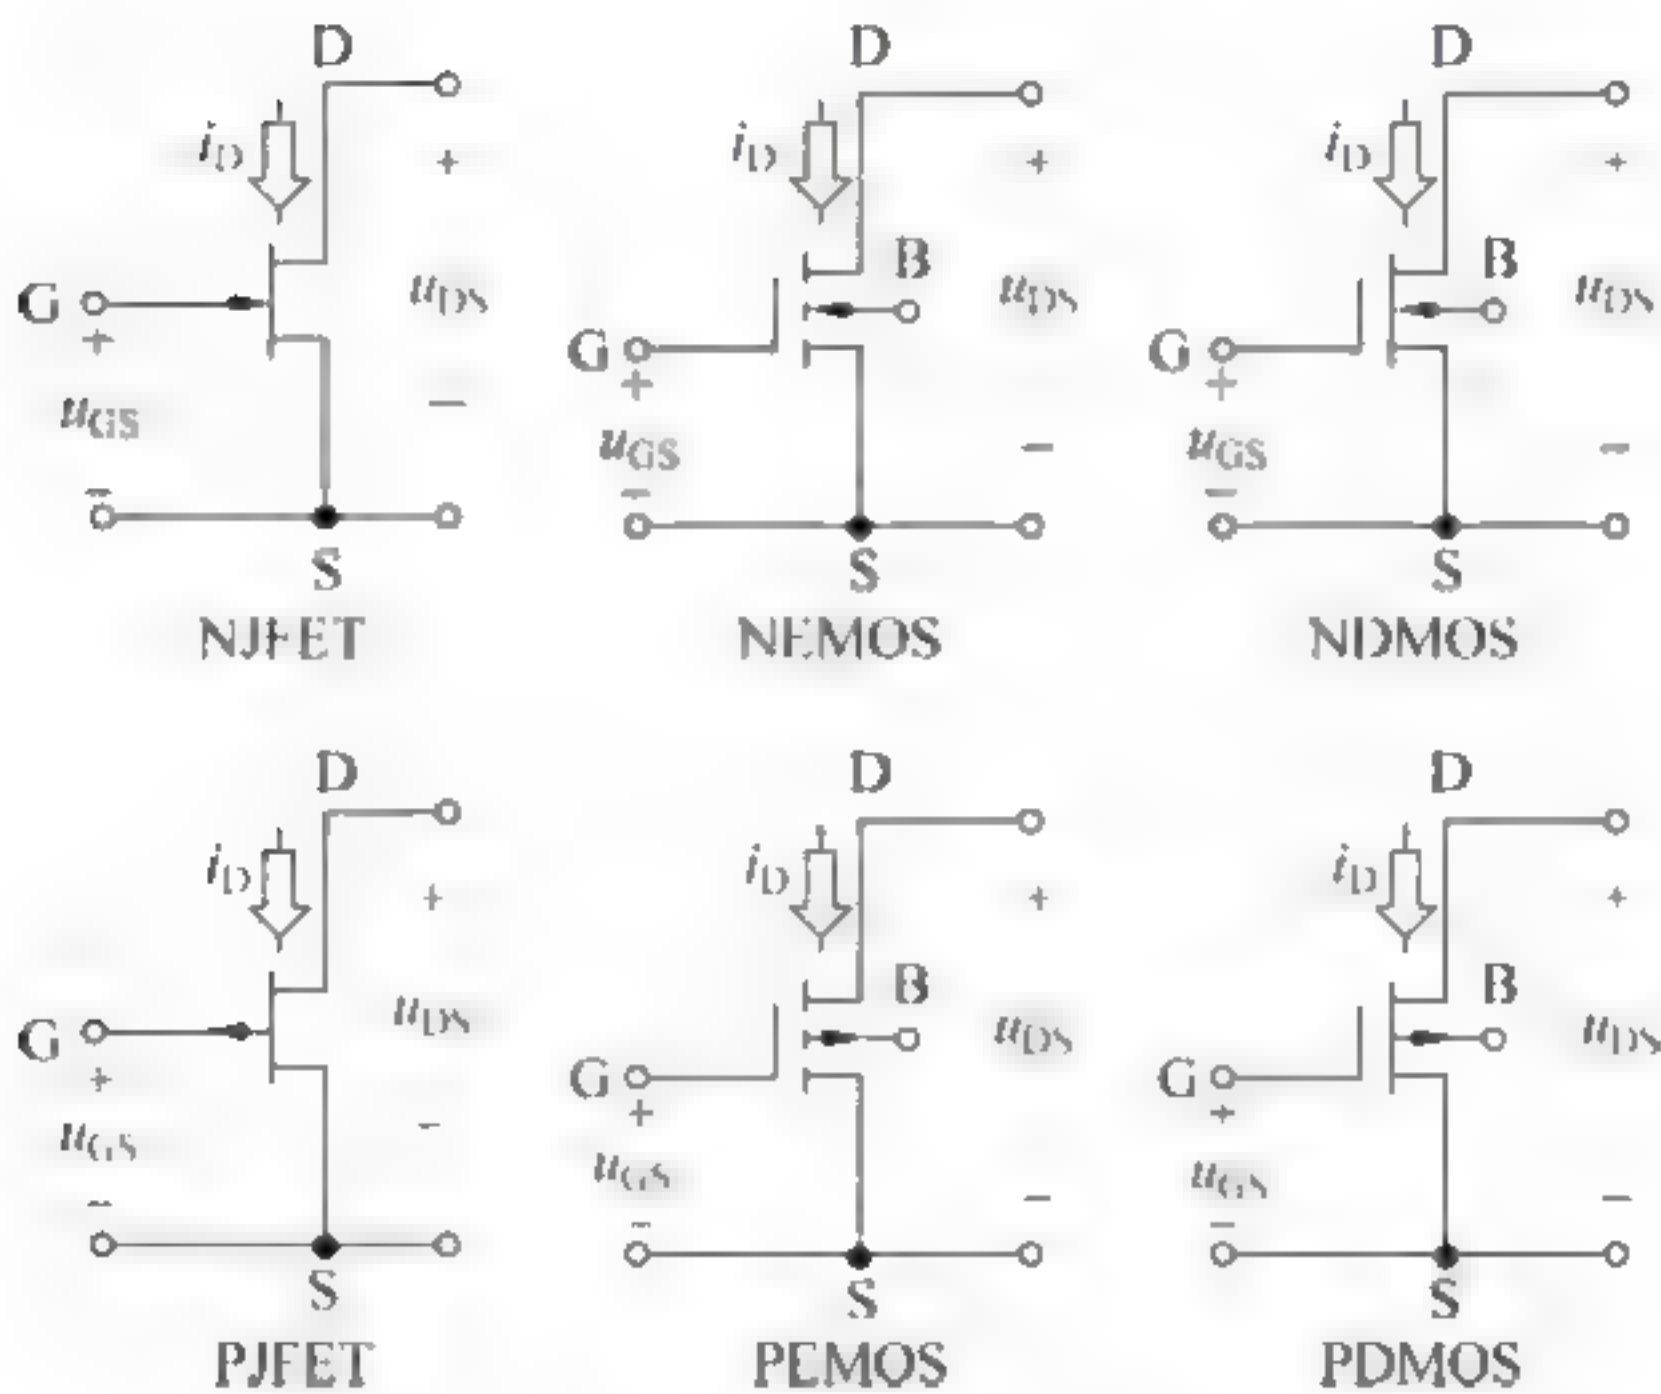 D D D
i_D + i_D + i_D +
B B
G u_DS u_DS u_DS
+ G G
u_GS − + +
− u_GS − u_GS −
− −
S S S
NJFET NEMOS NDMOS
D D D
i_D + i_D + i_D +
B B
G u_DS u_DS u_DS
+ G G
u_GS − + +
− u_GS − u_GS −
− −
S S S
PJFET PEMOS PDMOS